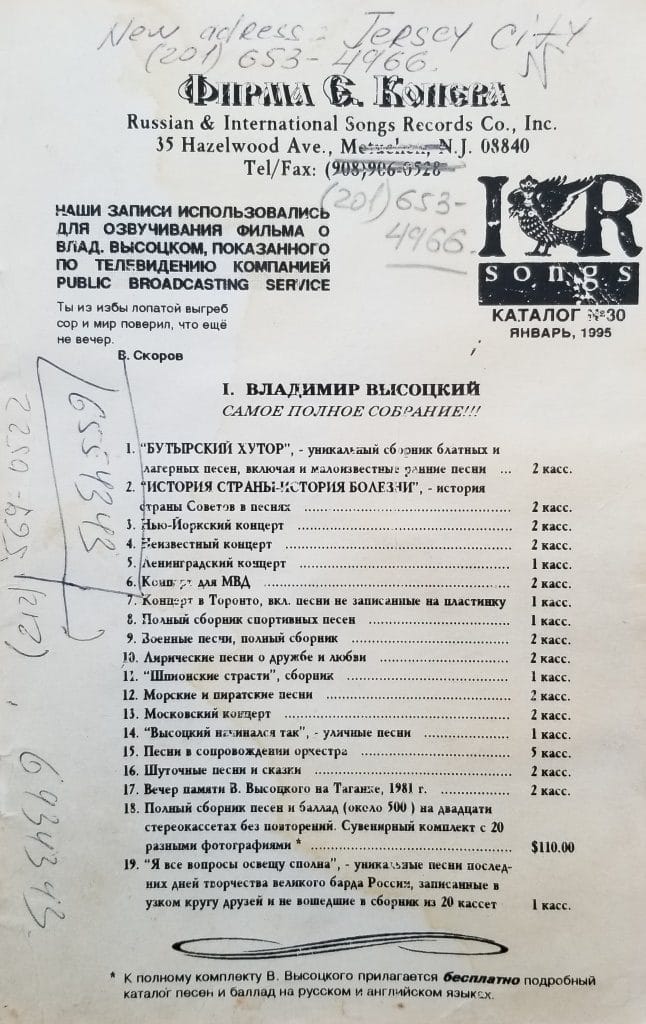 New adress: Jersey City
(201) 653-4966.
Фирма С. Копева
Russian & International Songs Records Co., Inc.
35 Hazelwood Ave., Metuchen, N.J. 08840
Tel/Fax: (908)906-0528
(201) 653-
4966.
I R
songs
КАТАЛОГ №30
ЯНВАРЬ, 1995
НАШИ ЗАПИСИ ИСПОЛЬЗОВАЛИСЬ
ДЛЯ ОЗВУЧИВАНИЯ ФИЛЬМА О
ВЛАД. ВЫСОЦКОМ, ПОКАЗАННОГО
ПО ТЕЛЕВИДЕНИЮ КОМПАНИЕЙ
PUBLIC BROADCASTING SERVICE
Ты из избы лопатой выгреб
сор и мир поверил, что ещё
не вечер.
В. Скоров
I. ВЛАДИМИР ВЫСОЦКИЙ
САМОЕ ПОЛНОЕ СОБРАНИЕ!!!
1. "БУТЫРСКИЙ ХУТОР", - уникальный сборник блатных и
лагерных песен, включая и малоизвестные ранние песни ... 2 касс.
2. "ИСТОРИЯ СТРАНЫ-ИСТОРИЯ БОЛЕЗНИ", - история
страны Советов в песнях ... 2 касс.
3. Нью-Йоркский концерт ... 2 касс.
4. Неизвестный концерт ... 2 касс.
5. Ленинградский концерт ... 1 касс.
6. Концерт для МВД ... 2 касс.
7. Концерт в Торонто, вкл. песни не записанные на пластинку 1 касс.
8. Полный сборник спортивных песен ... 1 касс.
9. Военные песни, полный сборник ... 2 касс.
10. Лирические песни о дружбе и любви ... 2 касс.
11. "Шпионские страсти", сборник ... 1 касс.
12. Морские и пиратские песни ... 2 касс.
13. Московский концерт ... 2 касс.
14. "Высоцкий начинался так", - уличные песни ... 1 касс.
15. Песни в сопровождении оркестра ... 5 касс.
16. Шуточные песни и сказки ... 2 касс.
17. Вечер памяти В. Высоцкого на Таганке, 1981 г. ... 2 касс.
18. Полный сборник песен и баллад (около 500 ) на двадцати
стереокассетах без повторений. Сувенирный комплект с 20
разными фотографиями * ... $110.00
19. "Я все вопросы освещу сполна", - уникальные песни послед-
них дней творчества великого барда России, записанные в
узком кругу друзей и не вошедшие в сборник из 20 кассет 1 касс.
* К полному комплекту В. Высоцкого прилагается бесплатно подробный
каталог песен и баллад на русском и английском языках.
6554343
6 94343